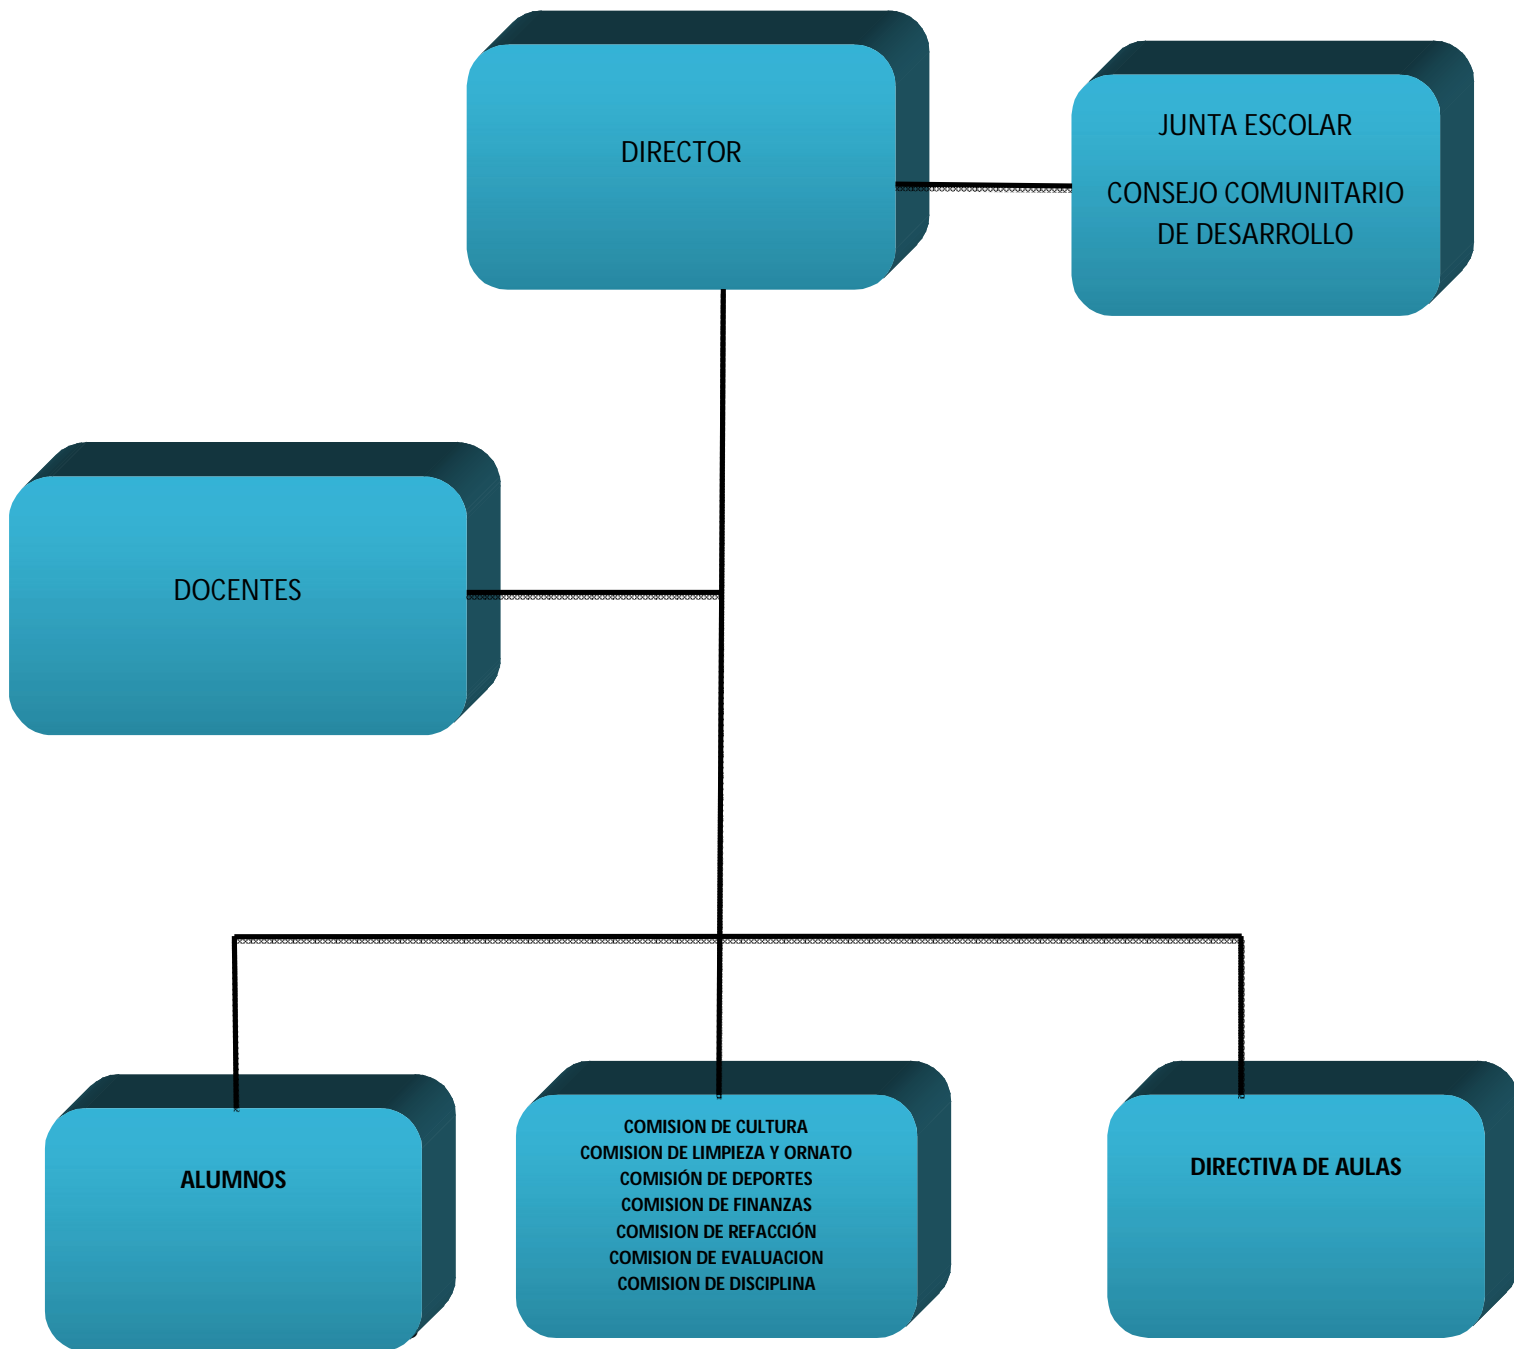 DIRECTOR
JUNTA ESCOLAR
CONSEJO COMUNITARIO
DE DESARROLLO
DOCENTES
ALUMNOS
COMISION DE CULTURA
COMISION DE LIMPIEZA Y ORNATO
COMISIÓN DE DEPORTES
COMISION DE FINANZAS
COMISION DE REFACCIÓN
COMISION DE EVALUACION
COMISION DE DISCIPLINA
DIRECTIVA DE AULAS